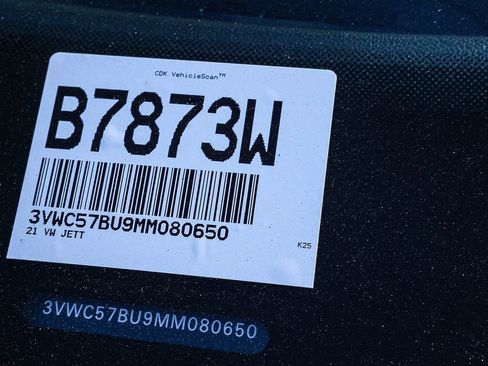 CDK VehicleScan™
B7873W
3VWC57BU9MM080650
21 VW JETT
K25
3VWC57BU9MM080650